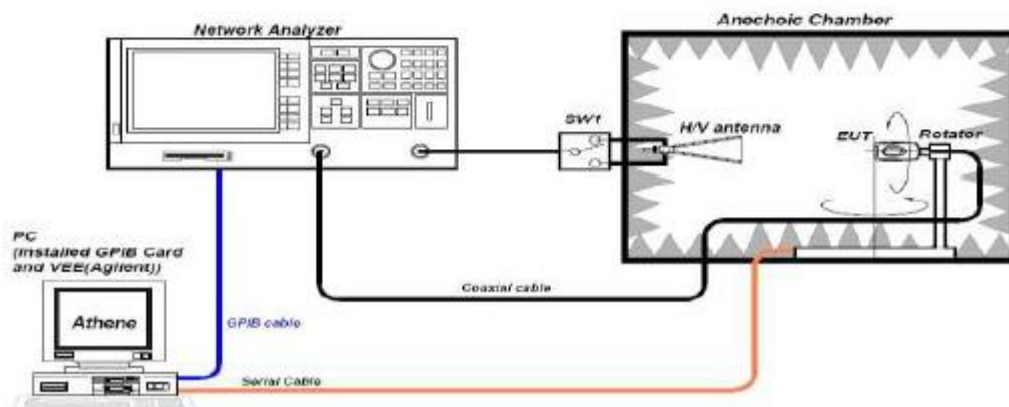 Anechoic Chamber
Network Analyzer
SW1
H/V antenna
EUT
Rotator
PC
(Installed GPIB Card
and VEE(Agilent))
Coaxial cable
Athene
GPIB cable
Serial Cable